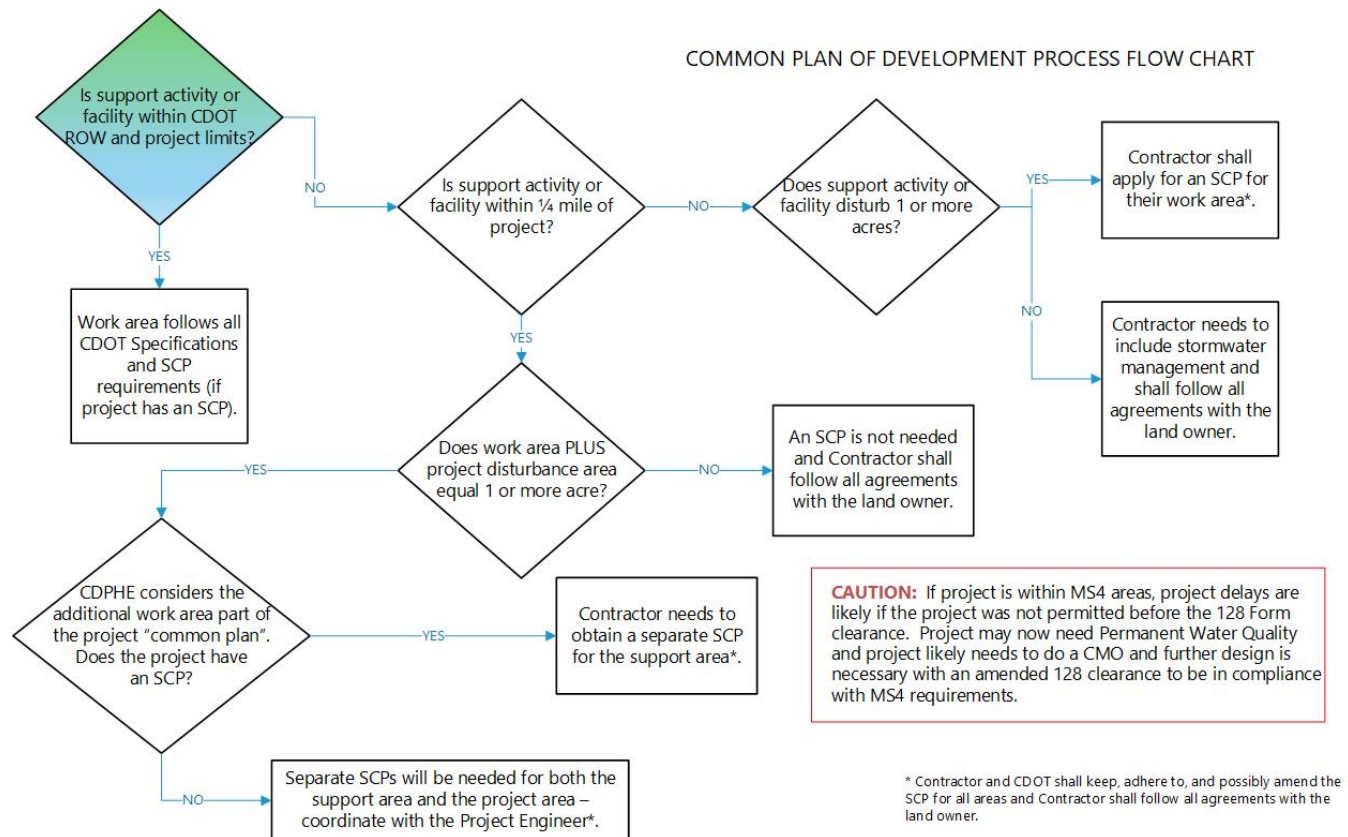 COMMON PLAN OF DEVELOPMENT PROCESS FLOW CHART
Is support activity or
facility within CDOT
ROW and project limits?
NO
YES
Work area follows all
CDOT Specifications
and SCP
requirements (if
project has an SCP).
Is support activity or
facility within ¼ mile of
project?
NO
YES
Does support activity or
facility disturb 1 or more
acres?
YES
NO
Contractor shall
apply for an SCP for
their work area*.
Contractor needs to
include stormwater
management and
shall follow all
agreements with the
land owner.
Does work area PLUS
project disturbance area
equal 1 or more acre?
YES
NO
An SCP is not needed
and Contractor shall
follow all agreements
with the land owner.
CDPHE considers the
additional work area part
of the project “common plan”.
Does the project have
an SCP?
YES
NO
Contractor needs to
obtain a separate SCP
for the support area*.
Separate SCPs will be needed for both the
support area and the project area –
coordinate with the Project Engineer*.
CAUTION: If project is within MS4 areas, project delays are
likely if the project was not permitted before the 128 Form
clearance. Project may now need Permanent Water Quality
and project likely needs to do a CMO and further design is
necessary with an amended 128 clearance to be in compliance
with MS4 requirements.
* Contractor and CDOT shall keep, adhere to, and possibly amend the
SCP for all areas and Contractor shall follow all agreements with the
land owner.